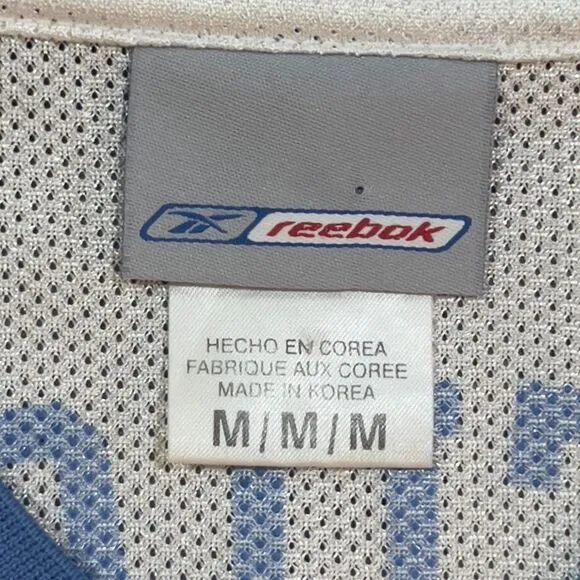 reebok
HECHO EN COREA
FABRIQUE AUX COREE
MADE IN KOREA
M/M/M